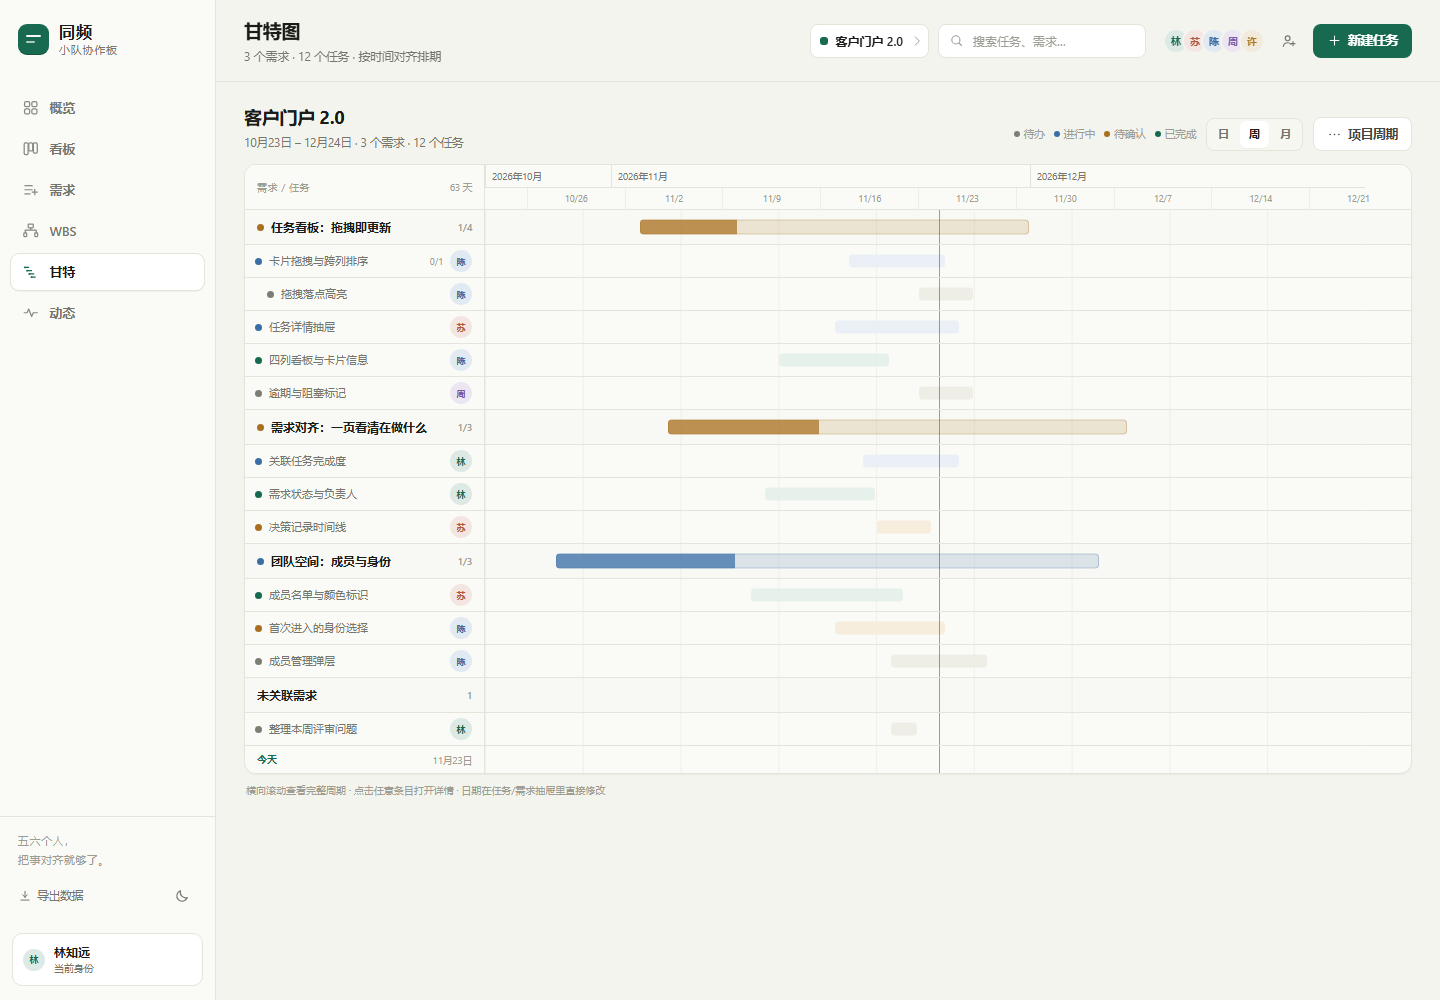 同频
小队协作板
概览
看板
需求
WBS
甘特
动态
五六个人，
把事对齐就够了。
导出数据
林
林知远
当前身份
甘特图
3 个需求 · 12 个任务 · 按时间对齐排期
客户门户 2.0
搜索任务、需求...
林 苏 陈 周 许
新建任务
客户门户 2.0
10月23日 – 12月24日 · 3 个需求 · 12 个任务
待办 进行中 待确认 已完成
日 周 月
··· 项目周期
需求 / 任务 63 天
2026年10月 2026年11月 2026年12月
10/26 11/2 11/9 11/16 11/23 11/30 12/7 12/14 12/21
任务看板：拖拽即更新 1/4
卡片拖拽与跨列排序 0/1 陈
拖拽落点高亮 陈
任务详情抽屉 苏
四列看板与卡片信息 陈
逾期与阻塞标记 周
需求对齐：一页看清在做什么 1/3
关联任务完成度 林
需求状态与负责人 林
决策记录时间线 苏
团队空间：成员与身份 1/3
成员名单与颜色标识 苏
首次进入的身份选择 陈
成员管理弹层 陈
未关联需求 1
整理本周评审问题 林
今天 11月23日
横向滚动查看完整周期 · 点击任意条目打开详情 · 日期在任务/需求抽屉里直接修改